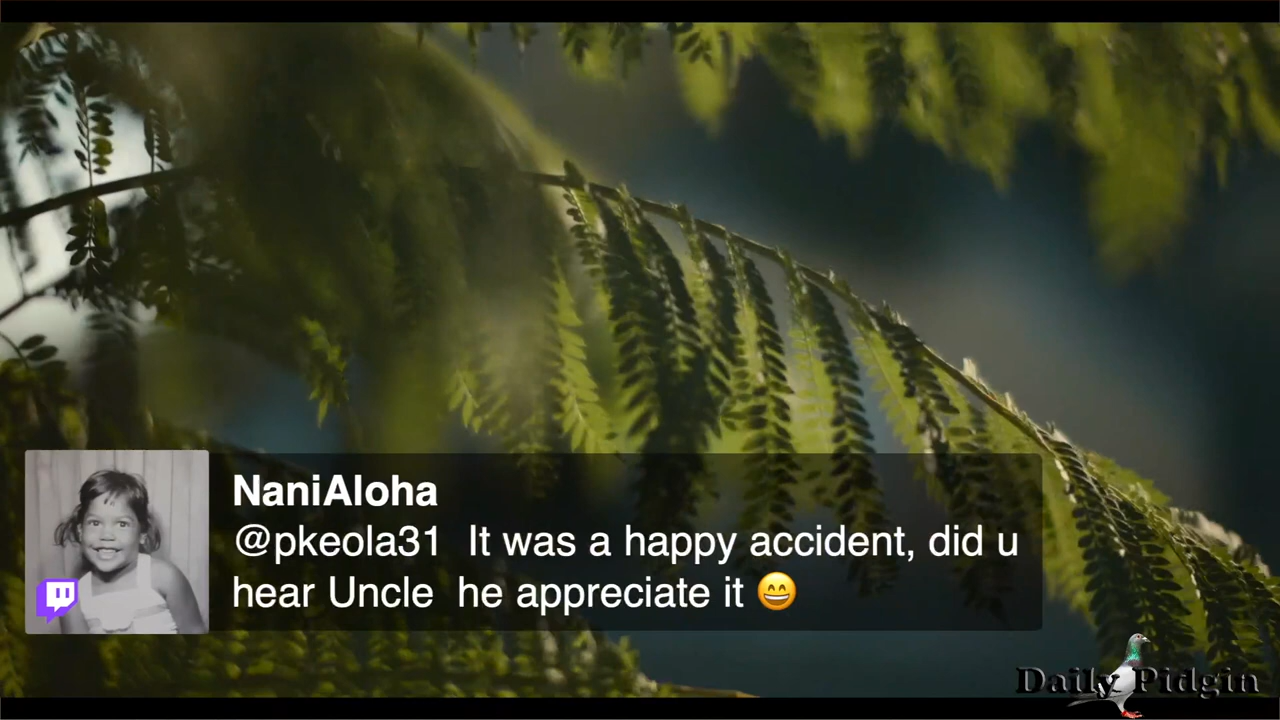 NaniAloha
@pkeola31  It was a happy accident, did u
hear Uncle  he appreciate it 😄
Daily Pidgin